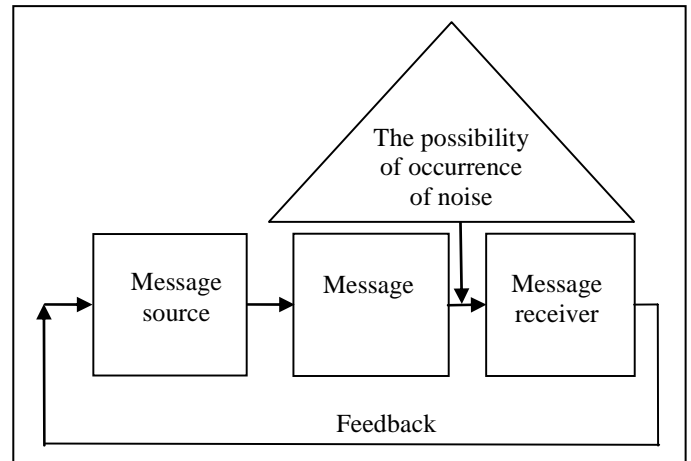 The possibility
of occurrence
of noise
Message
source
Message
Message
receiver
Feedback